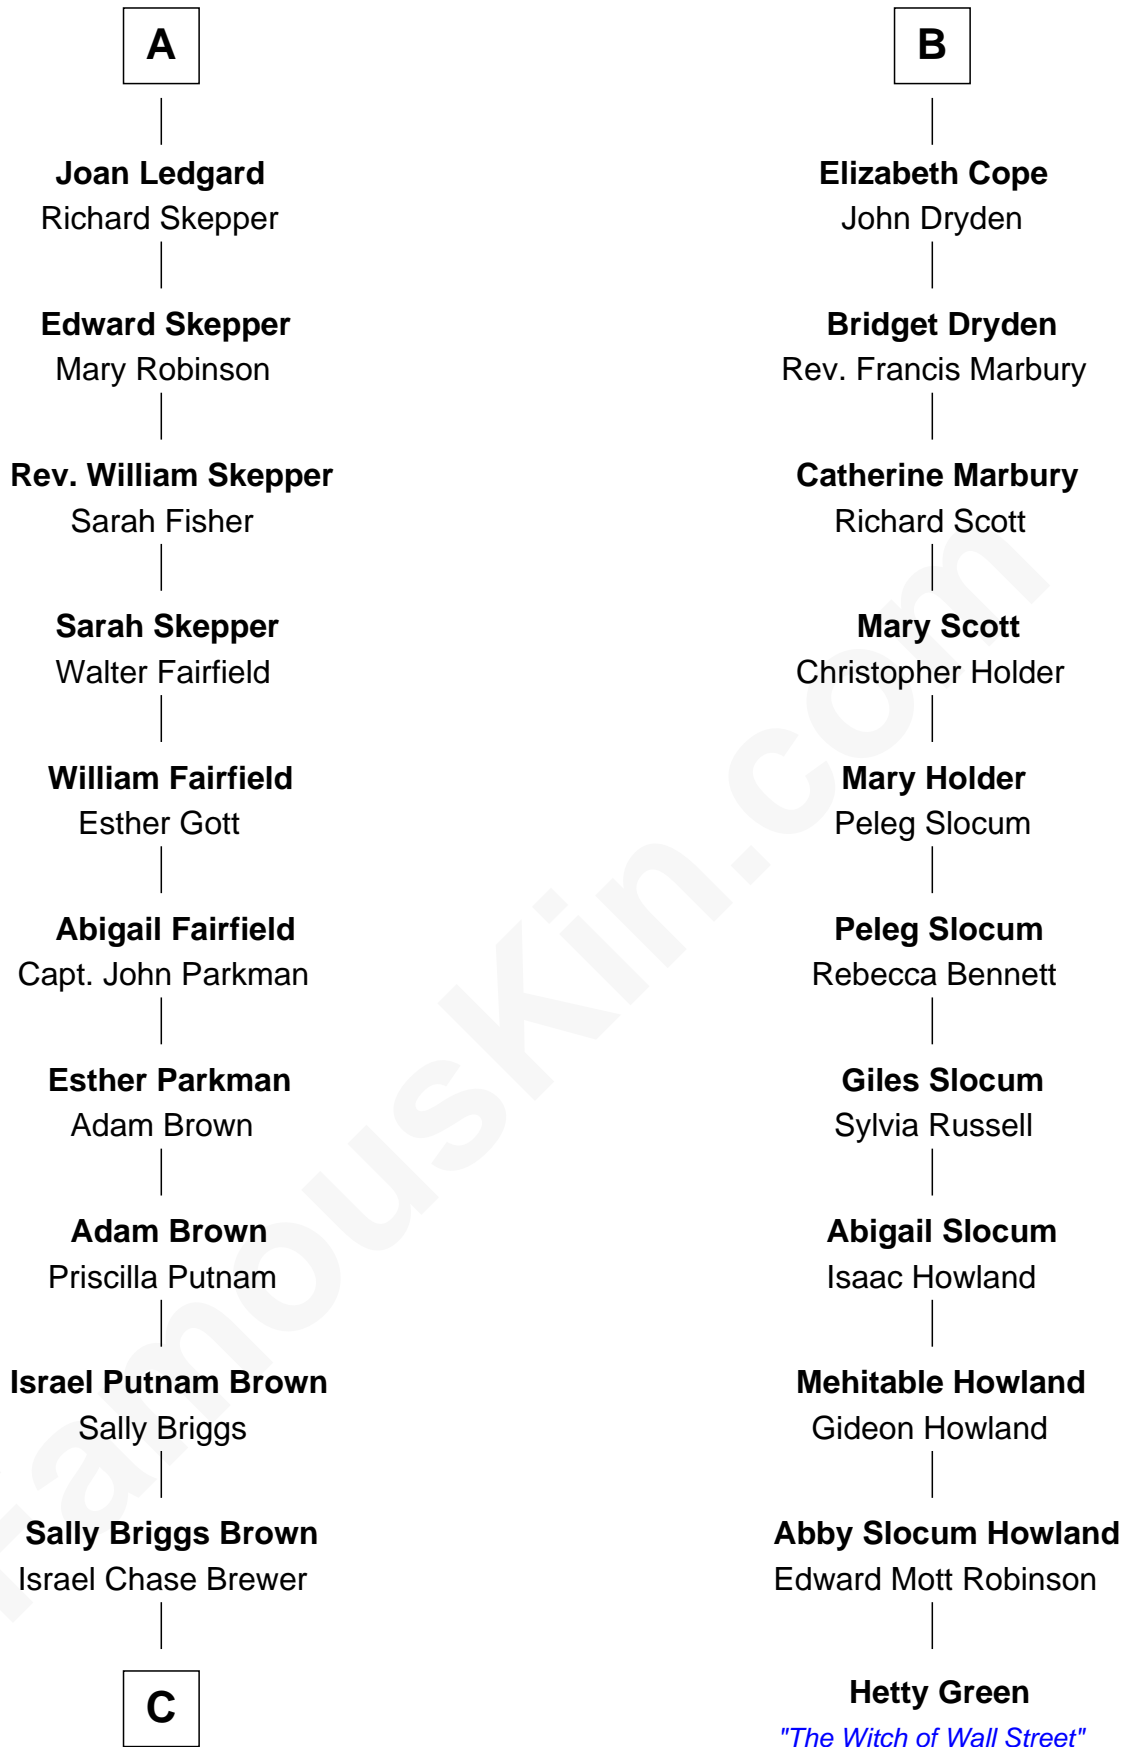 A
Joan Ledgard
Richard Skepper
Edward Skepper
Mary Robinson
Rev. William Skepper
Sarah Fisher
Sarah Skepper
Walter Fairfield
William Fairfield
Esther Gott
Abigail Fairfield
Capt. John Parkman
Esther Parkman
Adam Brown
Adam Brown
Priscilla Putnam
Israel Putnam Brown
Sally Briggs
Sally Briggs Brown
Israel Chase Brewer
C
B
Elizabeth Cope
John Dryden
Bridget Dryden
Rev. Francis Marbury
Catherine Marbury
Richard Scott
Mary Scott
Christopher Holder
Mary Holder
Peleg Slocum
Peleg Slocum
Rebecca Bennett
Giles Slocum
Sylvia Russell
Abigail Slocum
Isaac Howland
Mehitable Howland
Gideon Howland
Abby Slocum Howland
Edward Mott Robinson
Hetty Green
"The Witch of Wall Street"
FamousKin.com